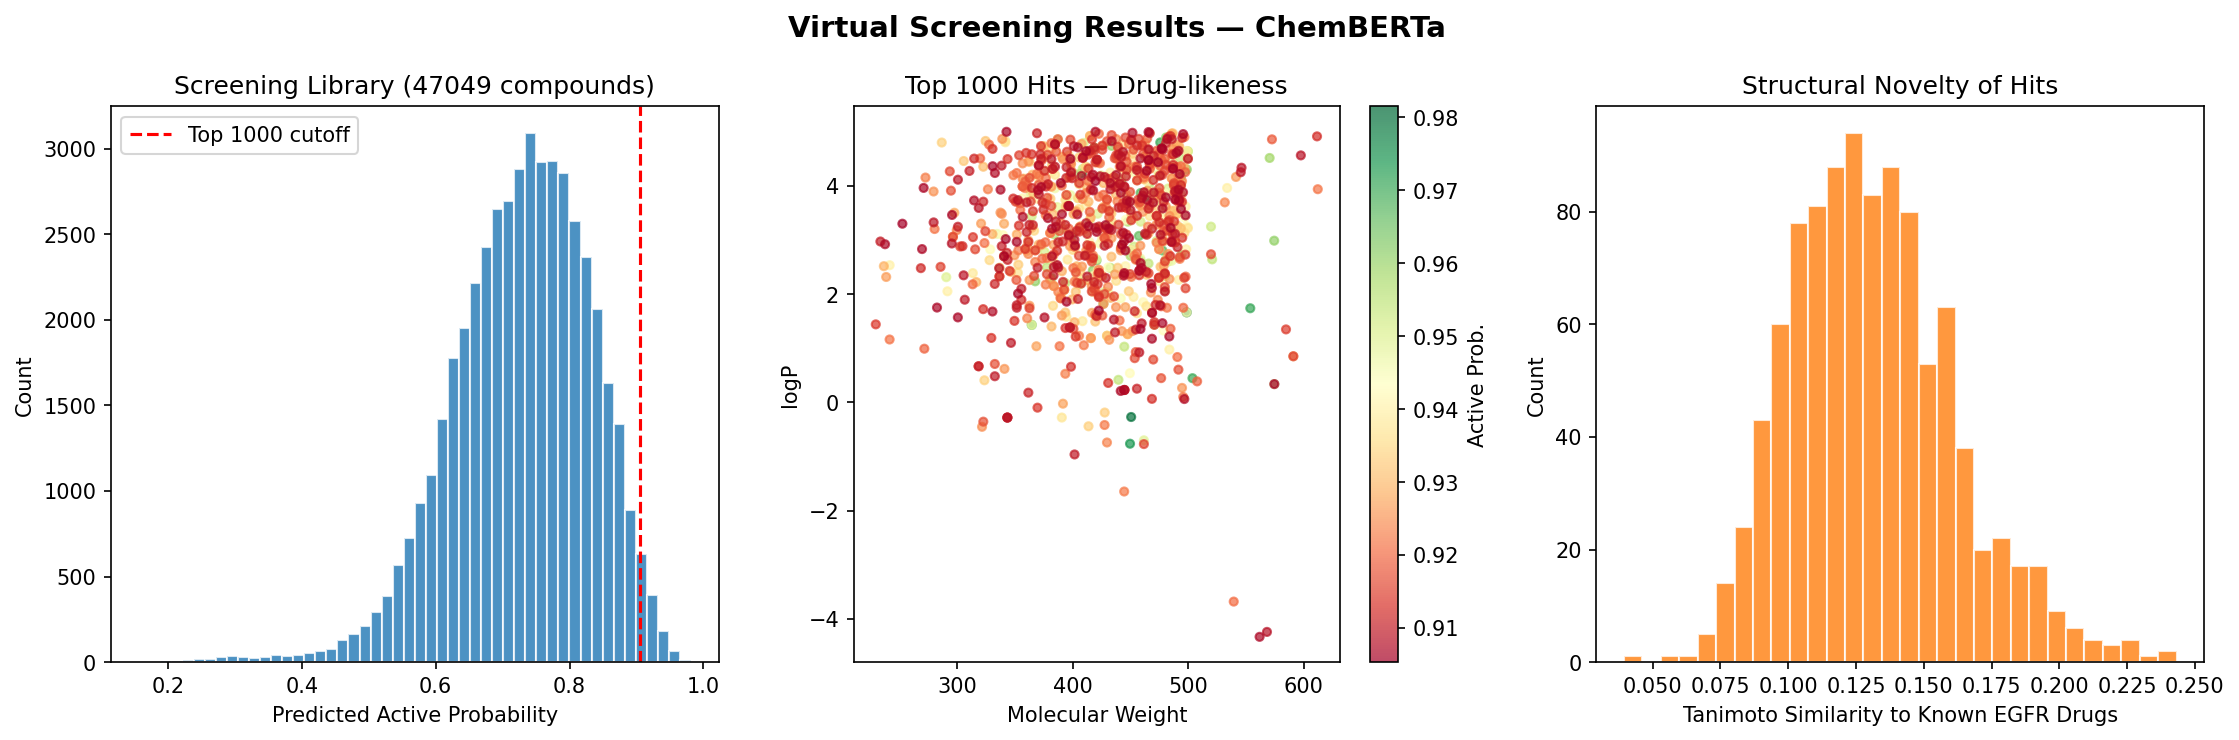 Virtual Screening Results — ChemBERTa
Screening Library (47049 compounds)
Top 1000 cutoff
Count
3000
2500
2000
1500
1000
500
0
0.2 0.4 0.6 0.8 1.0
Predicted Active Probability
Top 1000 Hits — Drug-likeness
logP
4
2
0
−2
−4
300 400 500 600
Molecular Weight
0.98
0.97
0.96
0.95
0.94
0.93
0.92
0.91
Active Prob.
Structural Novelty of Hits
Count
80
60
40
20
0
0.050 0.075 0.100 0.125 0.150 0.175 0.200 0.225 0.250
Tanimoto Similarity to Known EGFR Drugs